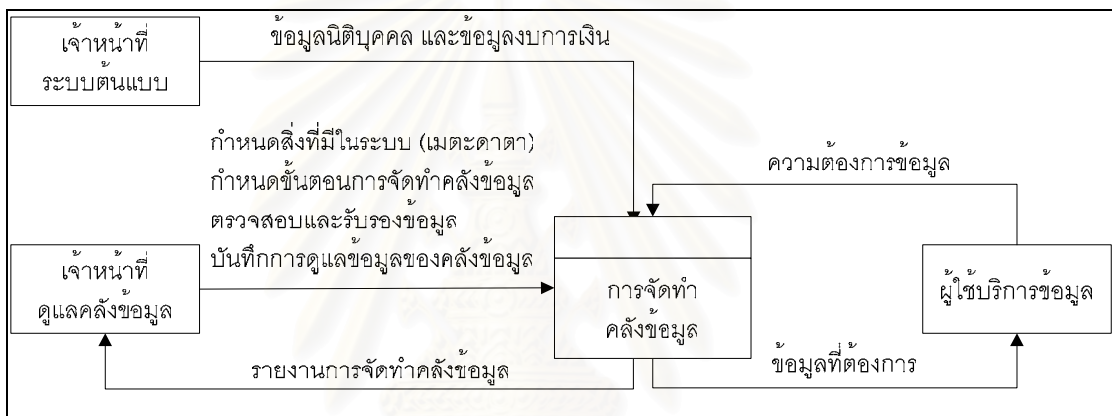 เจ้าหน้าที่
ระบบต้นแบบ
ข้อมูลนิติบุคคล และข้อมูลงบการเงิน
กำหนดสิ่งที่มีในระบบ (เมตะดาตา)
กำหนดขั้นตอนการจัดทำคลังข้อมูล
ตรวจสอบและรับรองข้อมูล
บันทึกการดูแลข้อมูลของคลังข้อมูล
เจ้าหน้าที่
ดูแลคลังข้อมูล
ความต้องการข้อมูล
การจัดทำ
คลังข้อมูล
ผู้ใช้บริการข้อมูล
รายงานการจัดทำคลังข้อมูล
ข้อมูลที่ต้องการ